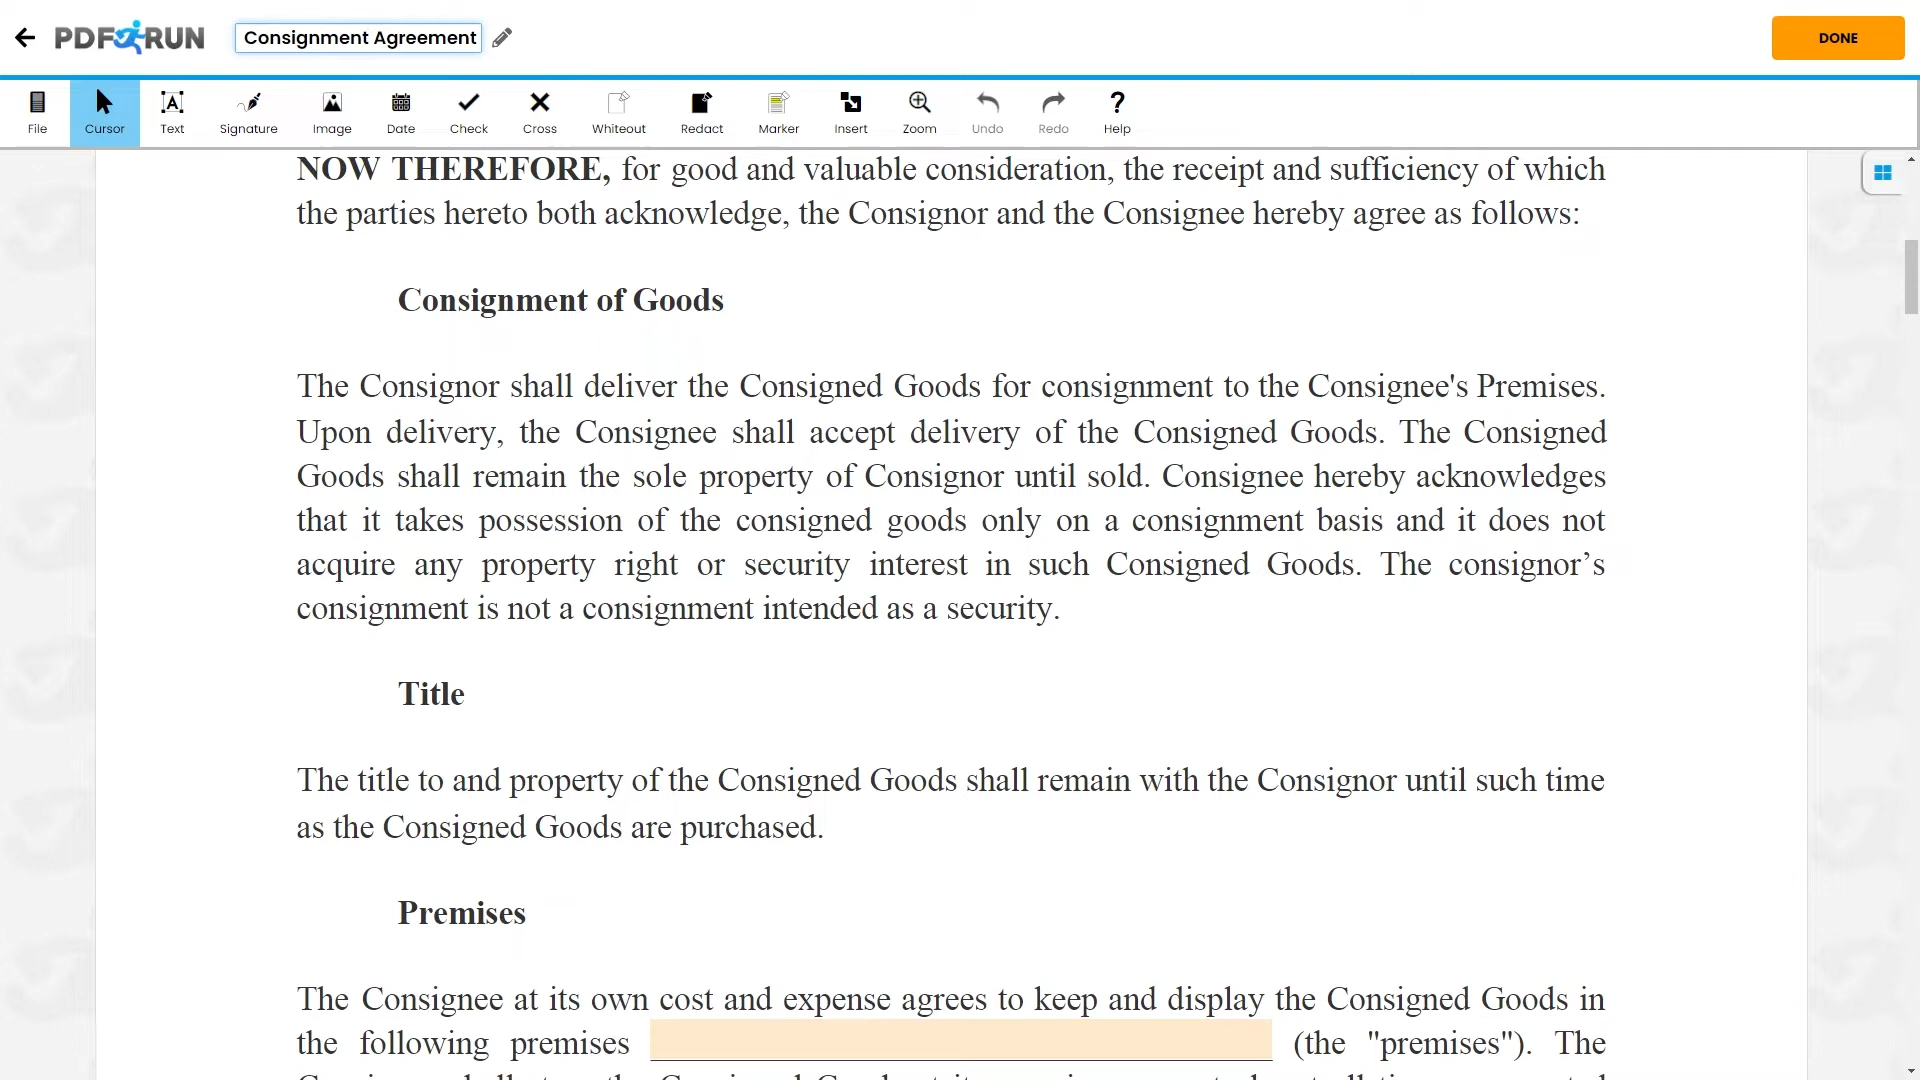 PDF RUN
Consignment Agreement
DONE
File
Cursor
Text
Signature
Image
Date
Check
Cross
Whiteout
Redact
Marker
Insert
Zoom
Undo
Redo
Help
NOW THEREFORE, for good and valuable consideration, the receipt and sufficiency of which
the parties hereto both acknowledge, the Consignor and the Consignee hereby agree as follows:
Consignment of Goods
The Consignor shall deliver the Consigned Goods for consignment to the Consignee's Premises.
Upon delivery, the Consignee shall accept delivery of the Consigned Goods. The Consigned
Goods shall remain the sole property of Consignor until sold. Consignee hereby acknowledges
that it takes possession of the consigned goods only on a consignment basis and it does not
acquire any property right or security interest in such Consigned Goods. The consignor’s
consignment is not a consignment intended as a security.
Title
The title to and property of the Consigned Goods shall remain with the Consignor until such time
as the Consigned Goods are purchased.
Premises
The Consignee at its own cost and expense agrees to keep and display the Consigned Goods in
the following premises (the "premises"). The